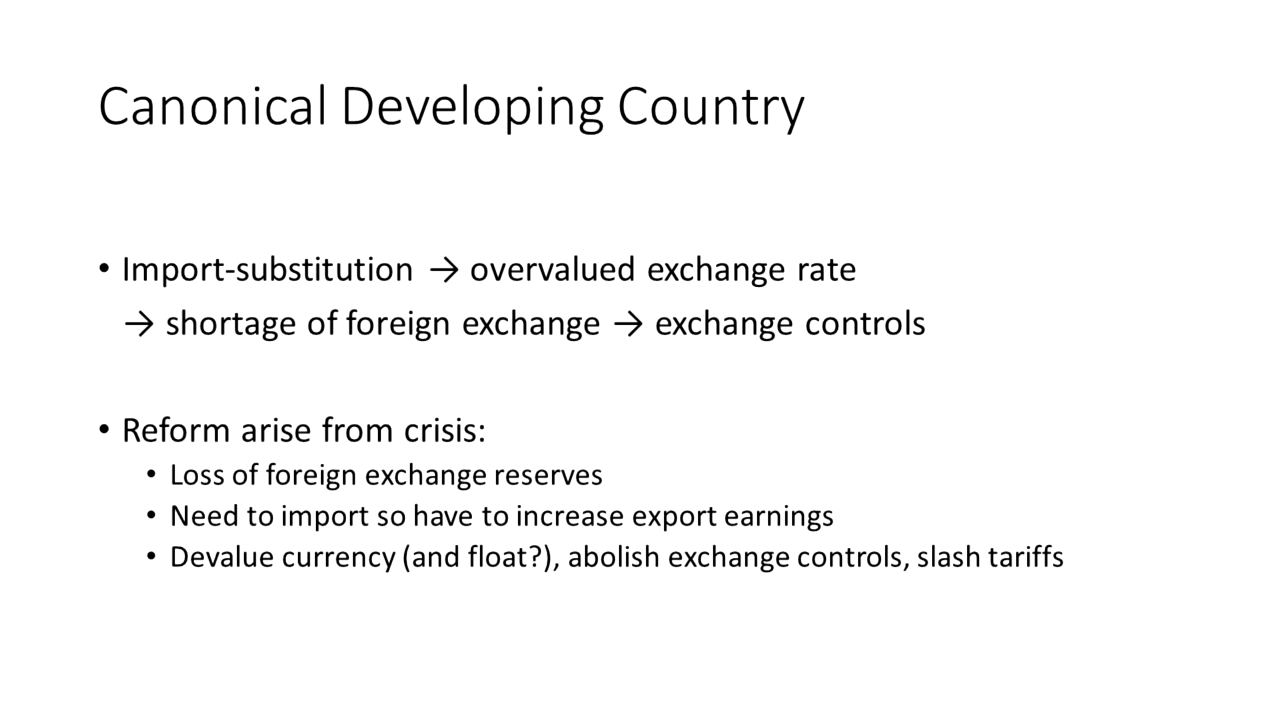 Canonical Developing Country
• Import-substitution → overvalued exchange rate
→ shortage of foreign exchange → exchange controls
• Reform arise from crisis:
• Loss of foreign exchange reserves
• Need to import so have to increase export earnings
• Devalue currency (and float?), abolish exchange controls, slash tariffs